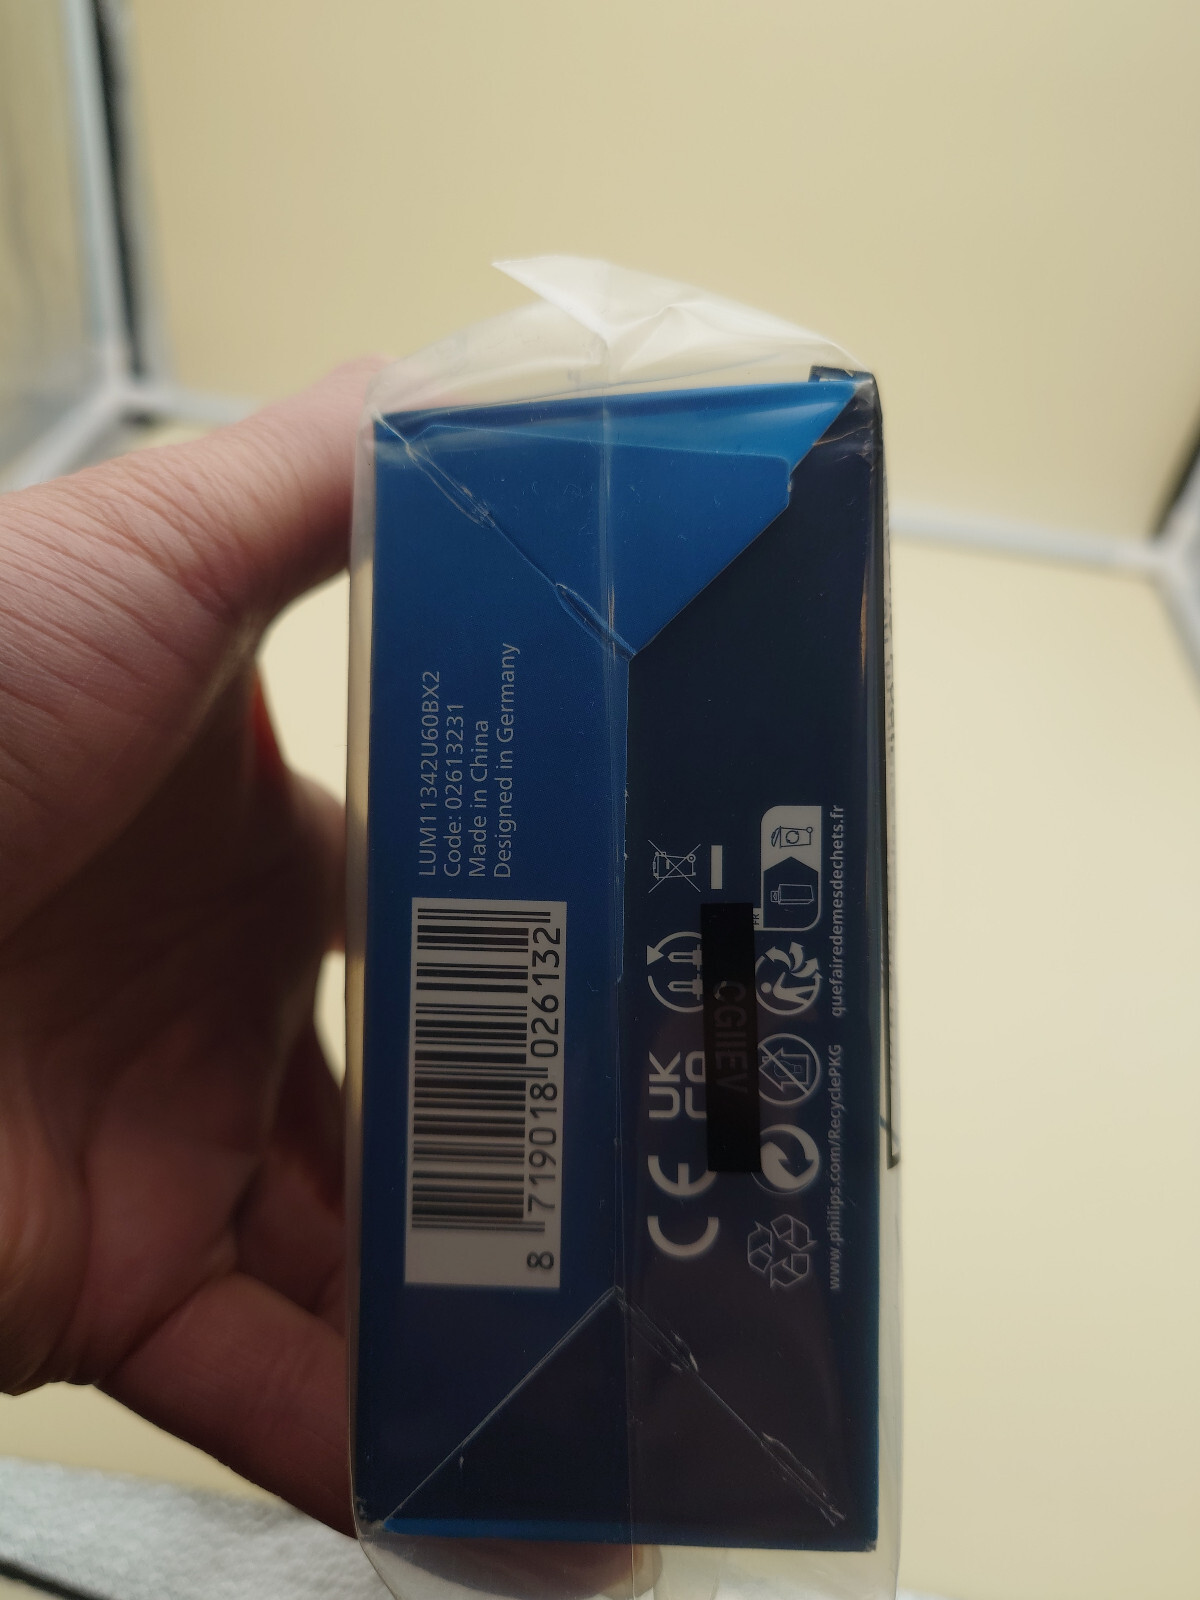 LUM11342U60BX2
Code: 02613231
Made in China
Designed in Germany
8 719018 026132
CE
UK
CA
FR
quefairedemesdechets.fr
www.philips.com/RecyclePKG